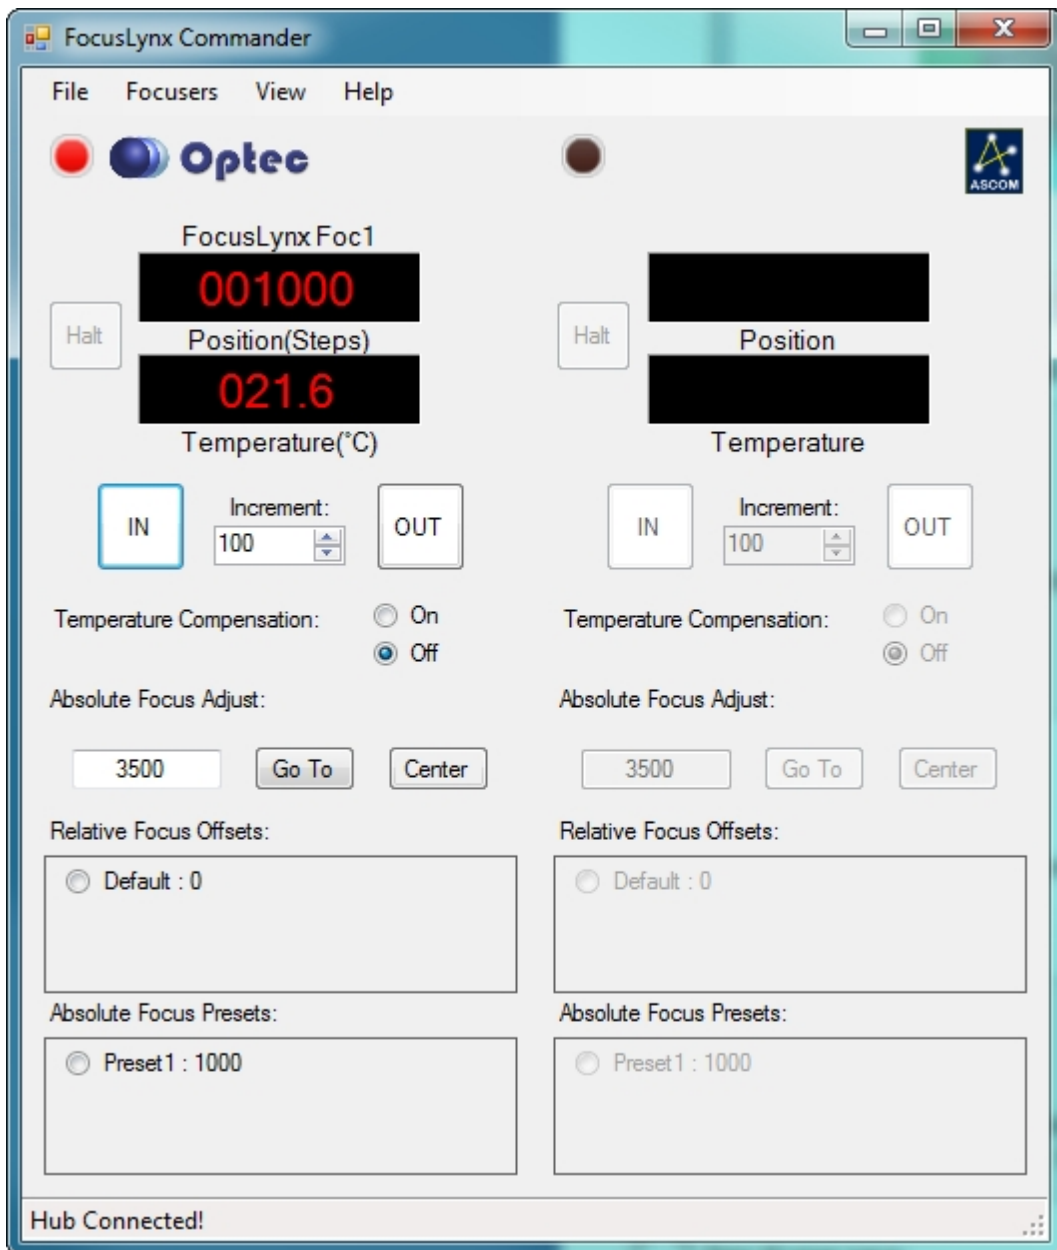 FocusLynx Commander
File Focusers View Help
Optec
ASCOM
FocusLynx Foc1
001000
Halt
Position(Steps)
021.6
Temperature(°C)
Halt
Position
Temperature
IN
Increment:
100
OUT
IN
Increment:
100
OUT
Temperature Compensation:
On
Off
Temperature Compensation:
On
Off
Absolute Focus Adjust:
3500 Go To Center
Absolute Focus Adjust:
3500 Go To Center
Relative Focus Offsets:
Default : 0
Relative Focus Offsets:
Default : 0
Absolute Focus Presets:
Preset1 : 1000
Absolute Focus Presets:
Preset1 : 1000
Hub Connected!